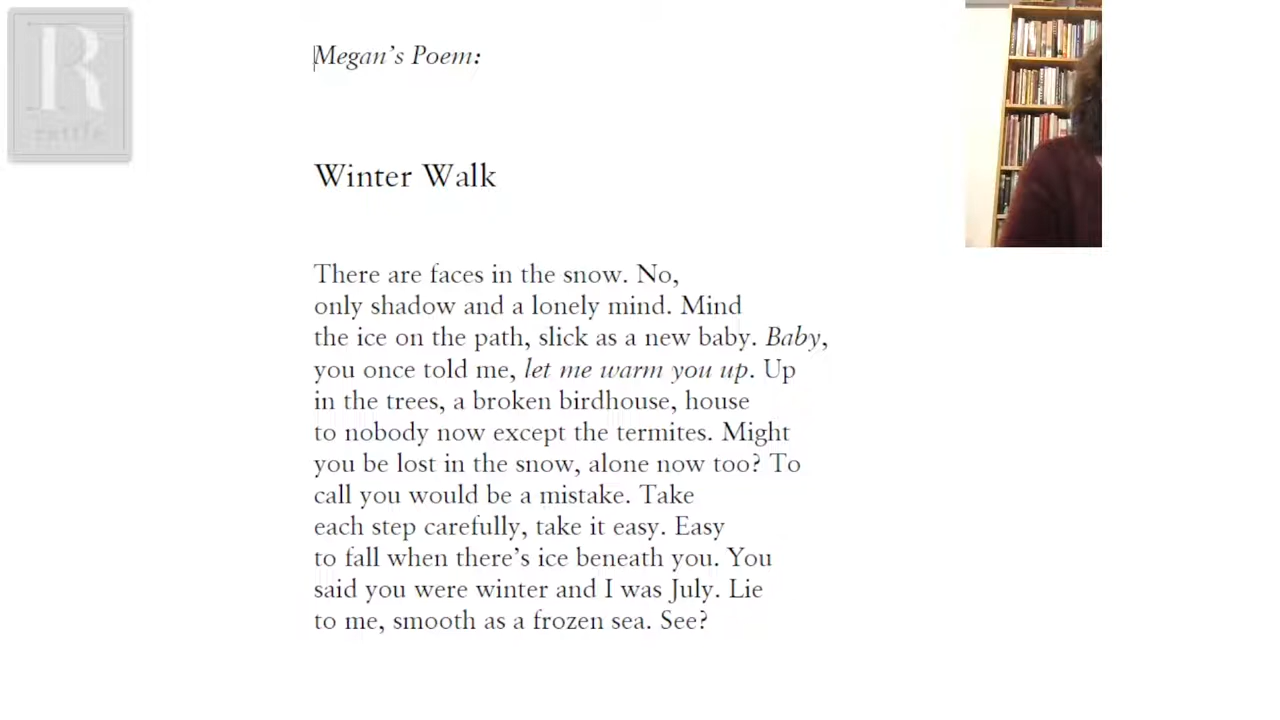 R
rattle
Megan's Poem:
Winter Walk
There are faces in the snow. No,
only shadow and a lonely mind. Mind
the ice on the path, slick as a new baby. Baby,
you once told me, let me warm you up. Up
in the trees, a broken birdhouse, house
to nobody now except the termites. Might
you be lost in the snow, alone now too? To
call you would be a mistake. Take
each step carefully, take it easy. Easy
to fall when there's ice beneath you. You
said you were winter and I was July. Lie
to me, smooth as a frozen sea. See?